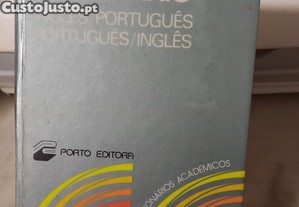 CustoJusto.pt
INGLÊS/PORTUGUÊS
PORTUGUÊS/INGLÊS
PORTO EDITORA
DICIONÁRIOS ACADÉMICOS